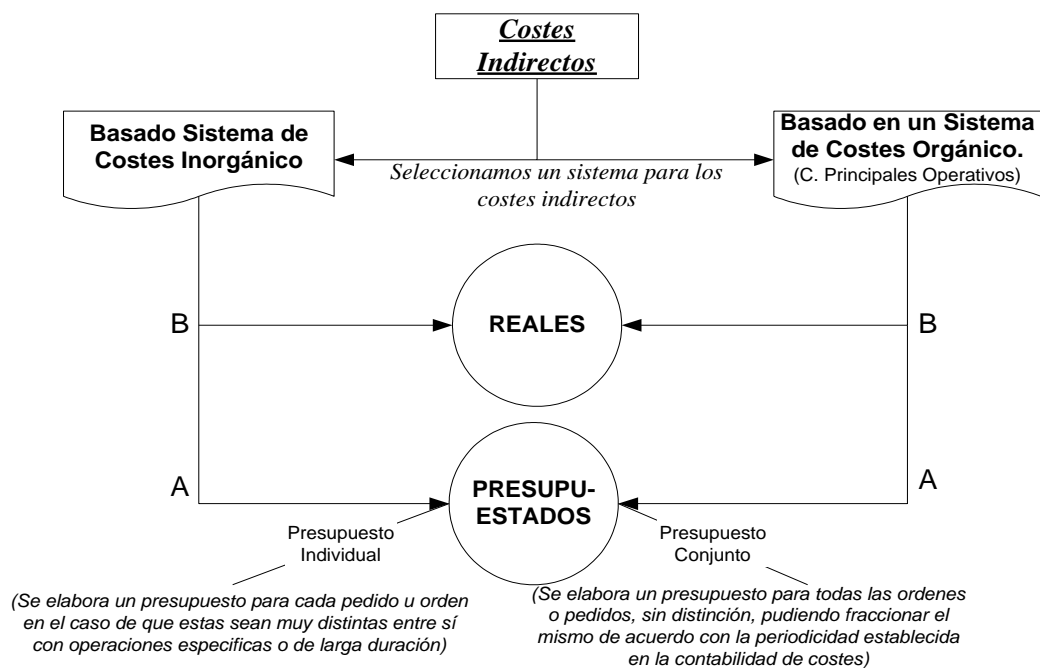 Costes
Indirectos
Basado Sistema de
Costes Inorgánico
Basado en un Sistema
de Costes Orgánico.
(C. Principales Operativos)
Seleccionamos un sistema para los
costes indirectos
B
REALES
B
A
PRESUPU-
ESTADOS
A
Presupuesto
Individual
Presupuesto
Conjunto
(Se elabora un presupuesto para cada pedido u orden
en el caso de que estas sean muy distintas entre sí
con operaciones especificas o de larga duración)
(Se elabora un presupuesto para todas las ordenes
o pedidos, sin distinción, pudiendo fraccionar el
mismo de acuerdo con la periodicidad establecida
en la contabilidad de costes)